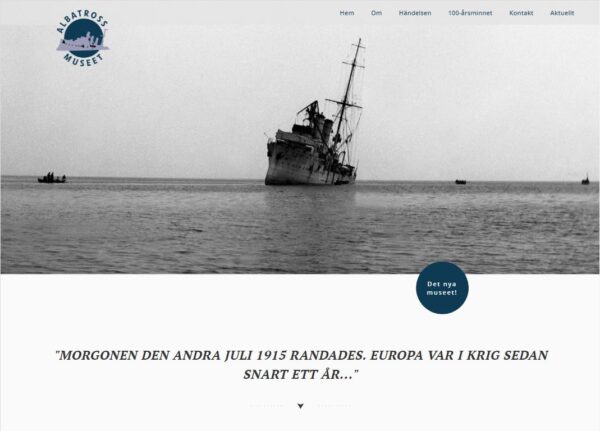 ALBATROSS
MUSEET
Hem Om Händelsen 100-årsminnet Kontakt Aktuellt
Det nya
museet!
"MORGONEN DEN ANDRA JULI 1915 RANDADES. EUROPA VAR I KRIG SEDAN
SNART ETT ÅR..."